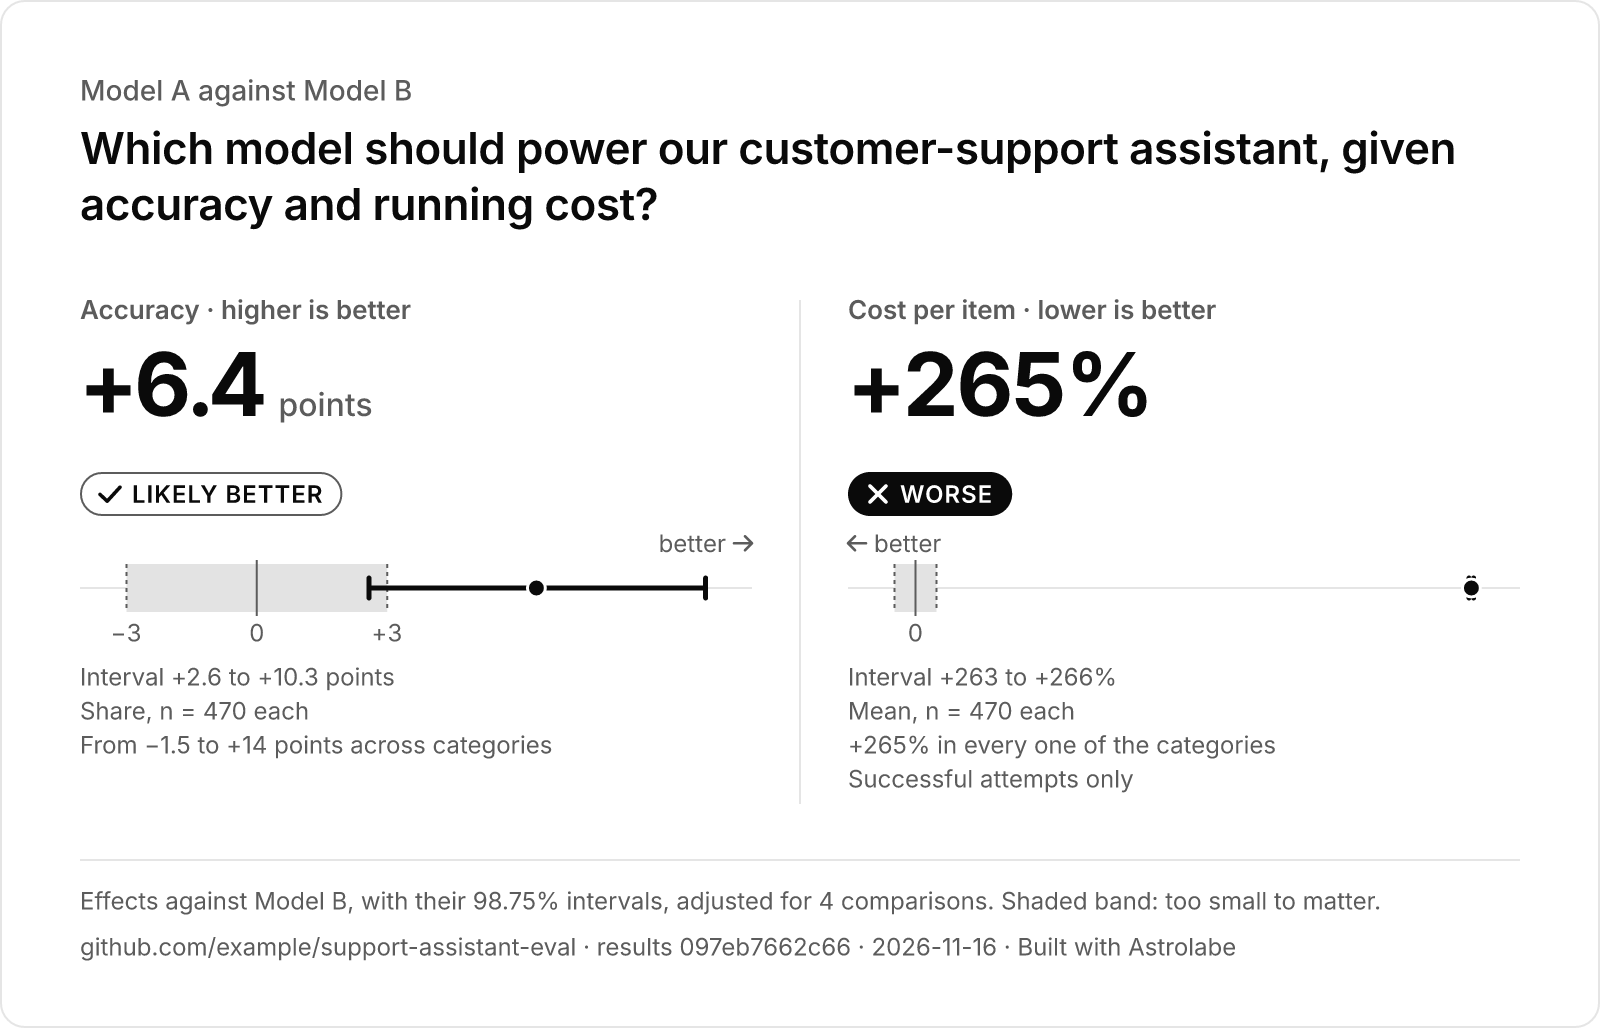 Model A against Model B
Which model should power our customer-support assistant, given
accuracy and running cost?
Accuracy · higher is better
+6.4 points
LIKELY BETTER
better →
−3
0
+3
Interval +2.6 to +10.3 points
Share, n = 470 each
From −1.5 to +14 points across categories
Cost per item · lower is better
+265%
WORSE
← better
0
Interval +263 to +266%
Mean, n = 470 each
+265% in every one of the categories
Successful attempts only
Effects against Model B, with their 98.75% intervals, adjusted for 4 comparisons. Shaded band: too small to matter.
github.com/example/support-assistant-eval · results 097eb7662c66 · 2026-11-16 · Built with Astrolabe